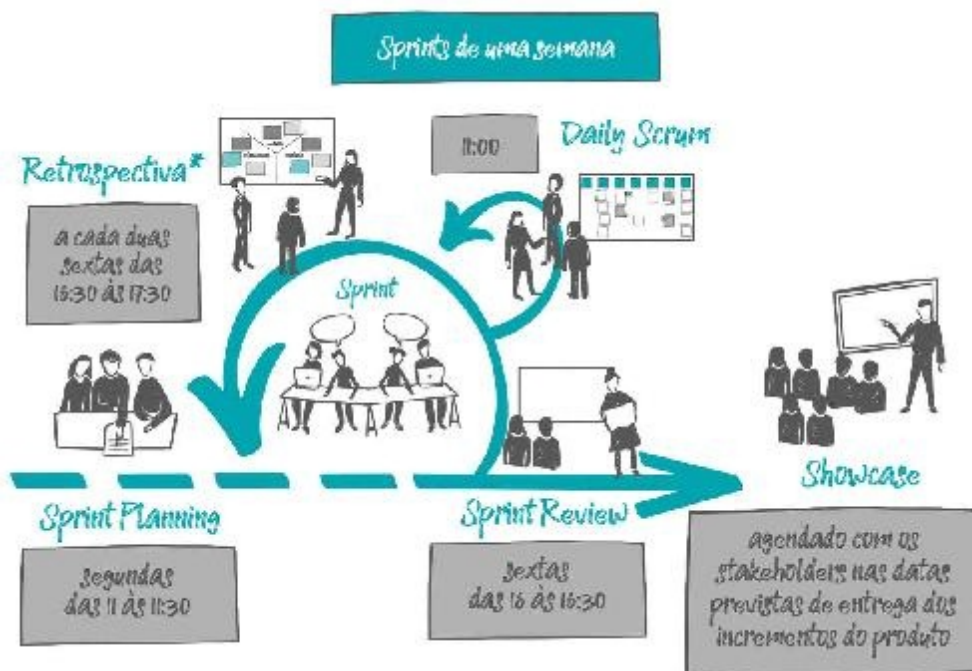 Sprints de uma semana
Retrospectiva*
a cada duas
sextas das
16:30 às 17:30
11:00
Daily Scrum
Sprint
Sprint Planning
segundas
das 11 às 11:30
Sprint Review
sextas
das 16 às 16:30
Showcase
agendado com os
stakeholders nas datas
previstas de entrega dos
incrementos do produto